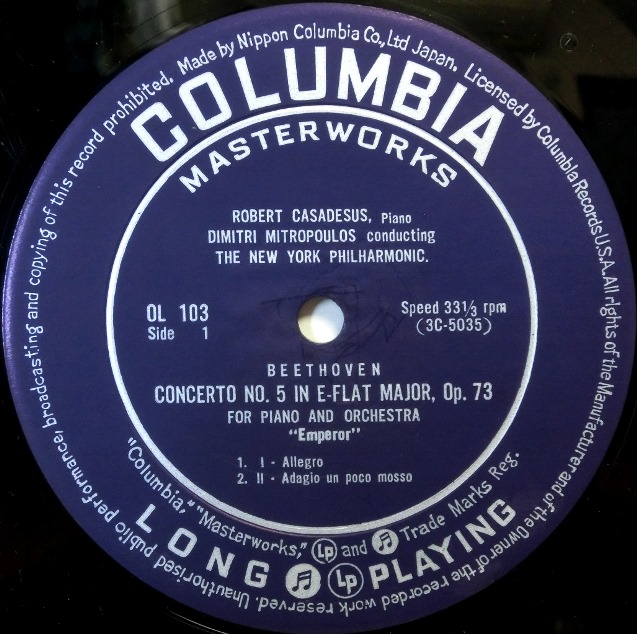 Made by Nippon Columbia Co., Ltd Japan. Licensed by Columbia Records U.S.A. All rights of the Manufacturer and of the Owner of the recorded work reserved. Unauthorised public performance, broadcasting and copying of this record prohibited.
COLUMBIA
MASTERWORKS
ROBERT CASADESUS, Piano
DIMITRI MITROPOULOS conducting
THE NEW YORK PHILHARMONIC.
OL 103
Side 1
Speed 33⅓ rpm
(3C-5035)
BEETHOVEN
CONCERTO NO. 5 IN E-FLAT MAJOR, Op. 73
FOR PIANO AND ORCHESTRA
"Emperor"
1. I - Allegro
2. II - Adagio un poco mosso
"Columbia," "Masterworks," Lp and Trade Marks Reg.
LONG Lp PLAYING